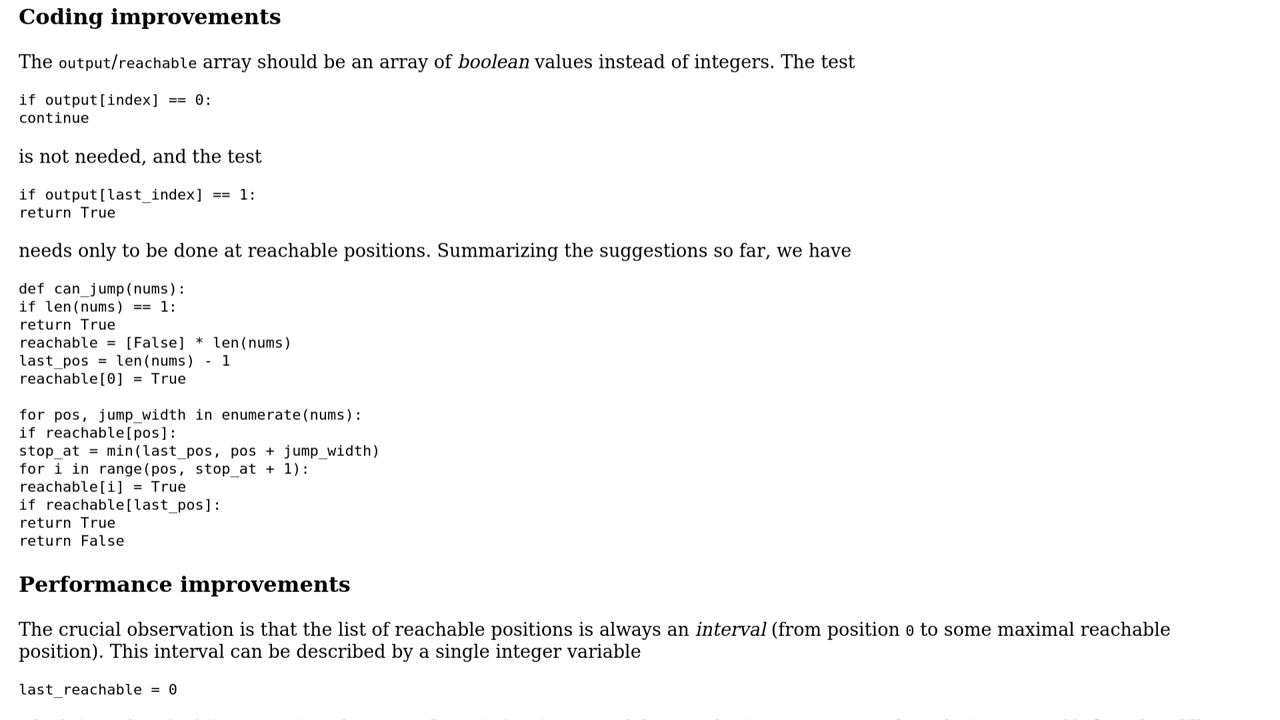 Coding improvements
The output/reachable array should be an array of boolean values instead of integers. The test
if output[index] == 0:
continue
is not needed, and the test
if output[last_index] == 1:
return True
needs only to be done at reachable positions. Summarizing the suggestions so far, we have
def can_jump(nums):
if len(nums) == 1:
return True
reachable = [False] * len(nums)
last_pos = len(nums) - 1
reachable[0] = True
for pos, jump_width in enumerate(nums):
if reachable[pos]:
stop_at = min(last_pos, pos + jump_width)
for i in range(pos, stop_at + 1):
reachable[i] = True
if reachable[last_pos]:
return True
return False
Performance improvements
The crucial observation is that the list of reachable positions is always an interval (from position 0 to some maximal reachable
position). This interval can be described by a single integer variable
last_reachable = 0